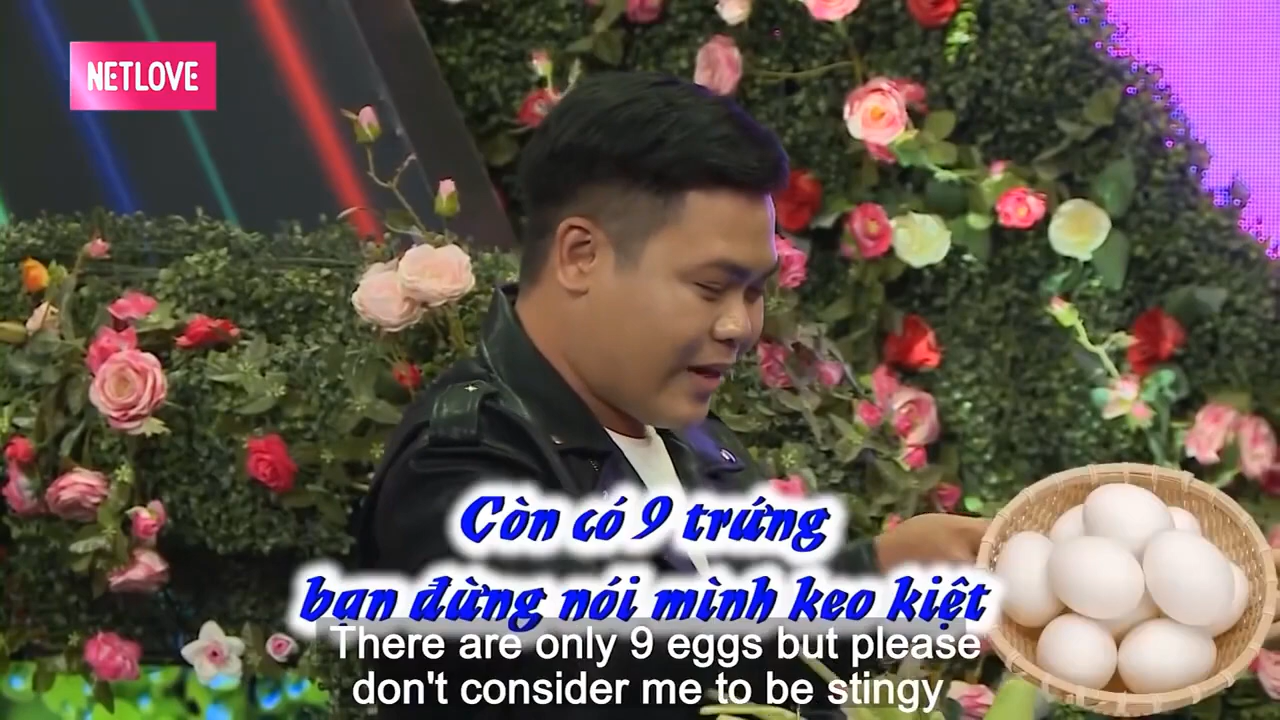 NETLOVE
Còn có 9 trứng
bạn đừng nói mình keo kiệt
There are only 9 eggs but please
don't consider me to be stingy